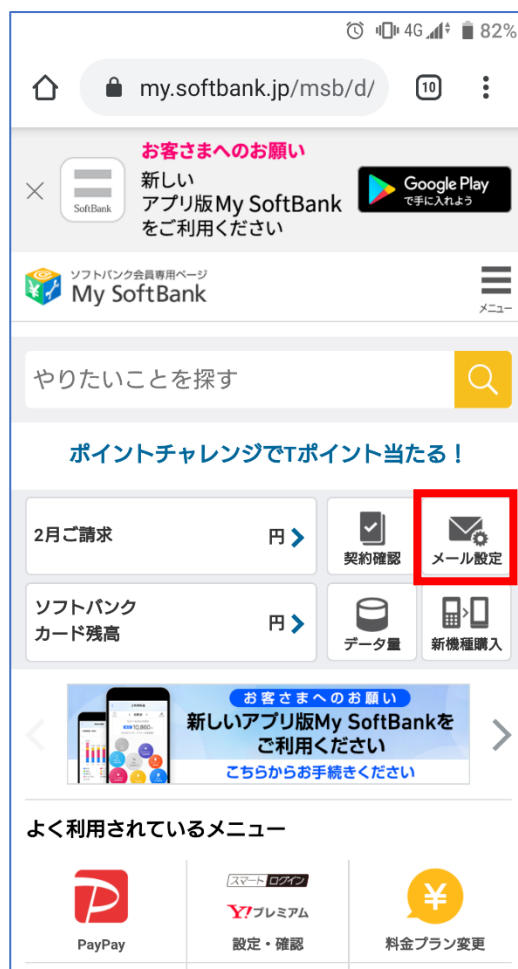 4G 82%
my.softbank.jp/msb/d/ 10
お客さまへのお願い
新しい
アプリ版My SoftBank
をご利用ください
SoftBank
Google Play
で手に入れよう
ソフトバンク会員専用ページ
My SoftBank
メニュー
やりたいことを探す
ポイントチャレンジでTポイント当たる!
2月ご請求 円
契約確認
メール設定
ソフトバンク
カード残高 円
データ量
新機種購入
お客さまへのお願い
新しいアプリ版My SoftBankを
ご利用ください
こちらからお手続きください
よく利用されているメニュー
PayPay
スマートログイン
Y!プレミアム
設定・確認
料金プラン変更